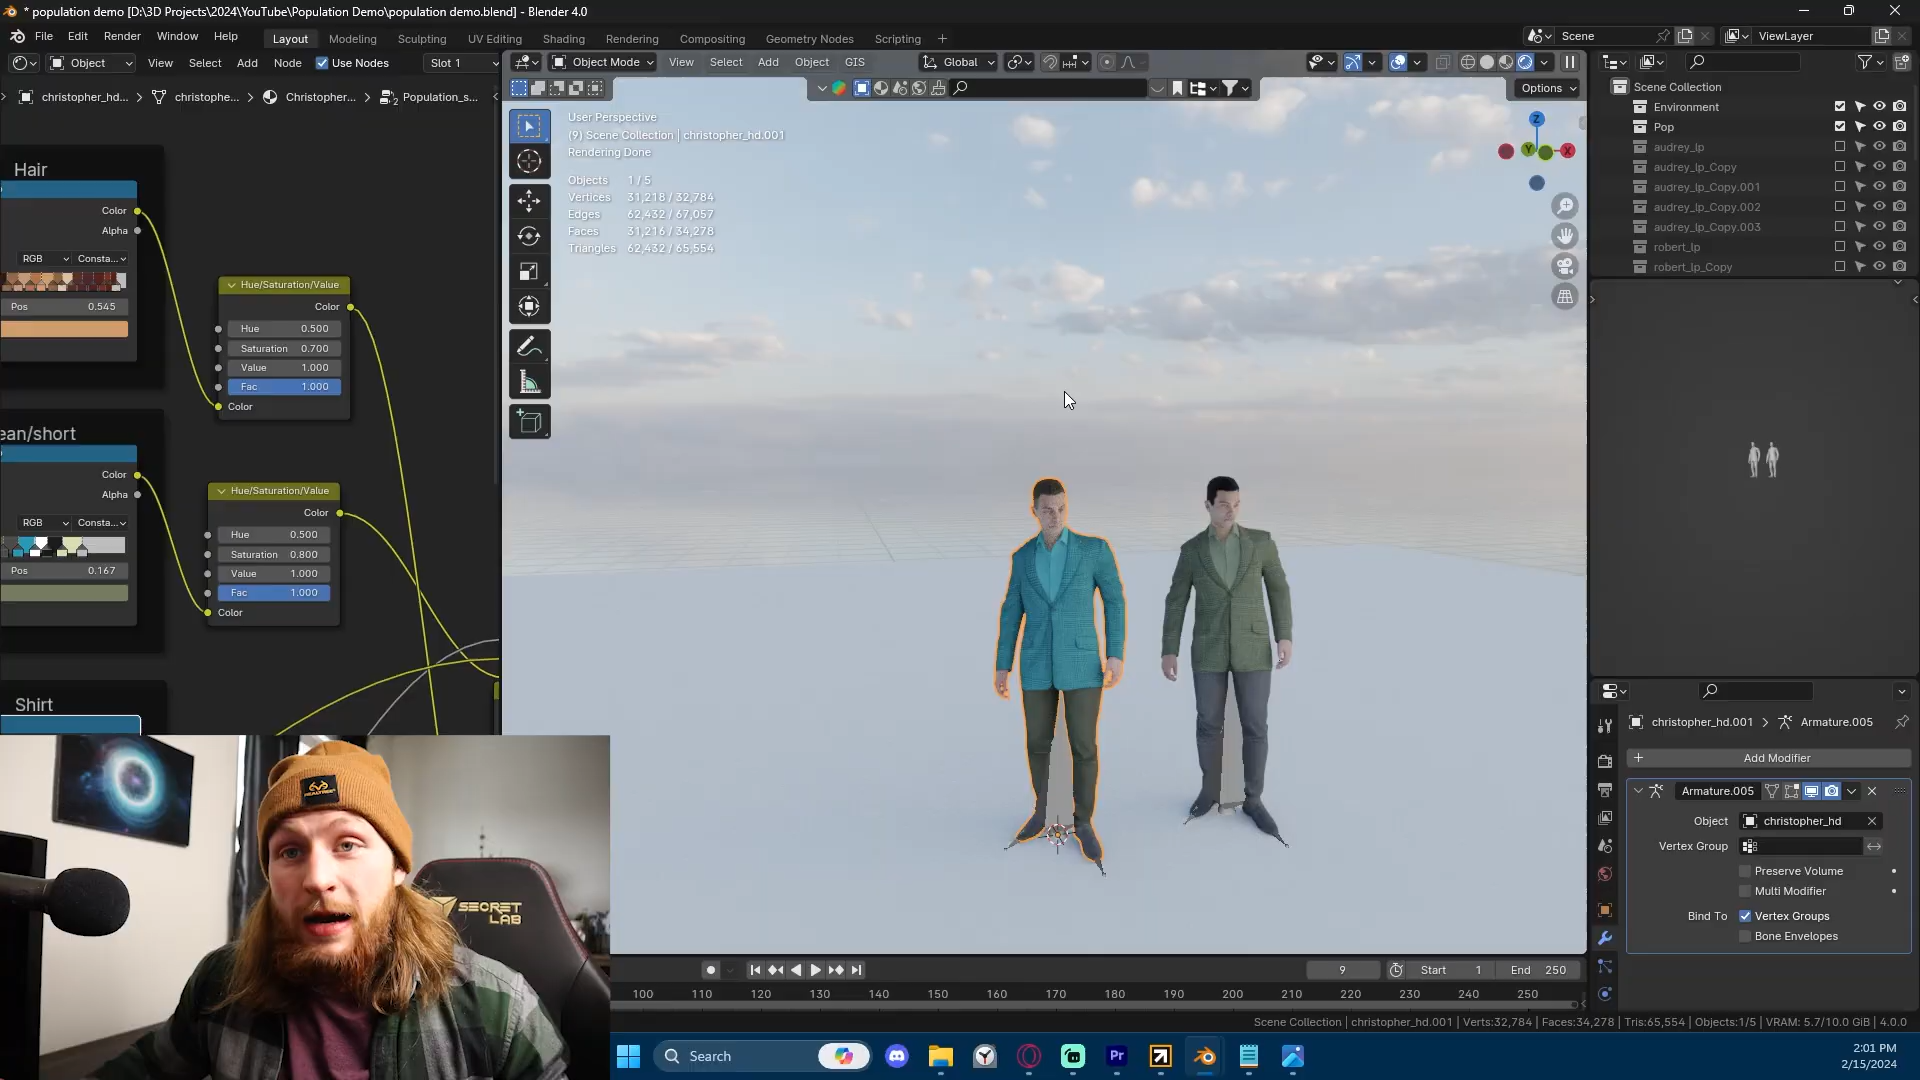 * population demo [D:\3D Projects\2024\YouTube\Population Demo\population demo.blend] - Blender 4.0
File Edit Render Window Help
Layout Modeling Sculpting UV Editing Shading Rendering Compositing Geometry Nodes Scripting +
Scene ViewLayer
Object View Select Add Node Use Nodes Slot 1
Object Mode View Select Add Object GIS Global
christopher_hd... christophe... Christopher... Population_s...
Options
User Perspective
(9) Scene Collection | christopher_hd.001
Rendering Done
Objects 1 / 5
Vertices 31,218 / 32,784
Edges 62,432 / 67,057
Faces 31,216 / 34,278
Triangles 62,432 / 65,554
Z
Y
X
Scene Collection
Environment
Pop
audrey_lp
audrey_lp_Copy
audrey_lp_Copy.001
audrey_lp_Copy.002
audrey_lp_Copy.003
robert_lp
robert_lp_Copy
Hair
Color
Alpha
RGB Consta...
Pos 0.545
Hue/Saturation/Value
Color
Hue 0.500
Saturation 0.700
Value 1.000
Fac 1.000
Color
ean/short
Color
Alpha
RGB Consta...
Pos 0.167
Hue/Saturation/Value
Color
Hue 0.500
Saturation 0.800
Value 1.000
Fac 1.000
Color
Shirt
christopher_hd.001 Armature.005
Add Modifier
Armature.005
Object christopher_hd
Vertex Group
Preserve Volume
Multi Modifier
Bind To Vertex Groups
Bone Envelopes
REALTREE
SECRET
LAB
9 Start 1 End 250
100 110 120 130 140 150 160 170 180 190 200 210 220 230 240 250
Scene Collection | christopher_hd.001 | Verts:32,784 | Faces:34,278 | Tris:65,554 | Objects:1/5 | VRAM: 5.7/10.0 GiB | 4.0.0
Search
Pr
2:01 PM
2/15/2024